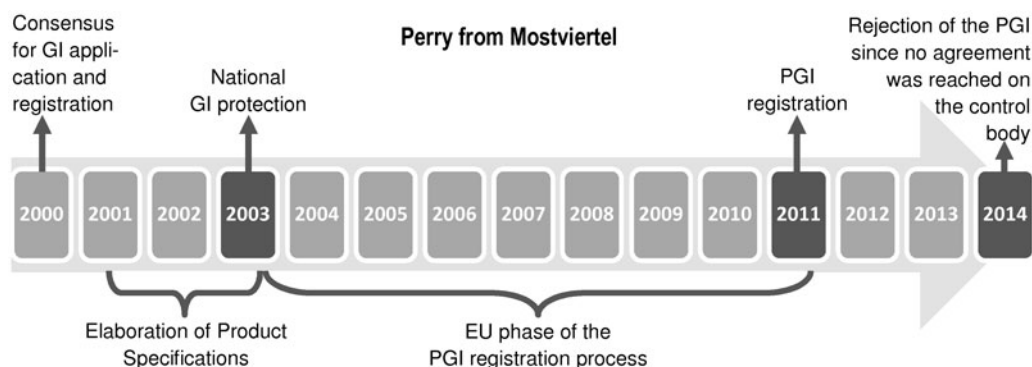 Perry from Mostviertel
Consensus
for GI appli-
cation and
registration
National
GI protection
PGI
registration
Rejection of the PGI
since no agreement
was reached on
the control
body
2000 2001 2002 2003 2004 2005 2006 2007 2008 2009 2010 2011 2012 2013 2014
Elaboration of Product
Specifications
EU phase of the
PGI registration process